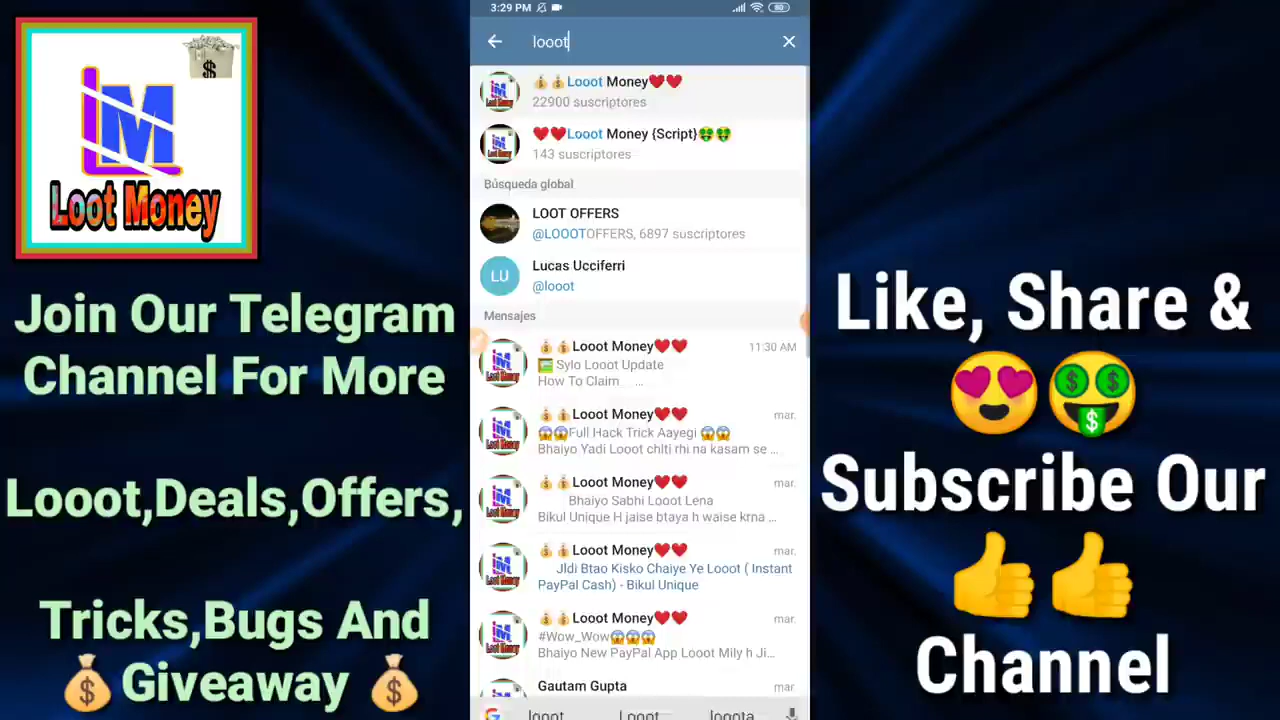 LM
Loot Money
Join Our Telegram
Channel For More
Looot,Deals,Offers,
Tricks,Bugs And
Giveaway
3:29 PM
80
looot
💰💰Looot Money❤️❤️
22900 suscriptores
❤️❤️Looot Money {Script}🤑🤑
143 suscriptores
Búsqueda global
LOOT OFFERS
@LOOOTOFFERS, 6897 suscriptores
LU
Lucas Ucciferri
@looot
Mensajes
💰💰Looot Money❤️❤️ 11:30 AM
🖼️ Sylo Looot Update
How To Claim ...
💰💰Looot Money❤️❤️ mar.
😱😱Full Hack Trick Aayegi 😱😱
Bhaiyo Yadi Looot chlti rhi na kasam se ...
💰💰Looot Money❤️❤️ mar.
Bhaiyo Sabhi Looot Lena
Bikul Unique H jaise btaya h waise krna ...
💰💰Looot Money❤️❤️ mar.
Jldi Btao Kisko Chaiye Ye Looot ( Instant
PayPal Cash) - Bikul Unique
💰💰Looot Money❤️❤️ mar.
#Wow_Wow😱😱😱
Bhaiyo New PayPal App Looot Mily h Ji...
Gautam Gupta mar.
looot Looot looota
Like, Share &
😍🤑
Subscribe Our
👍👍
Channel